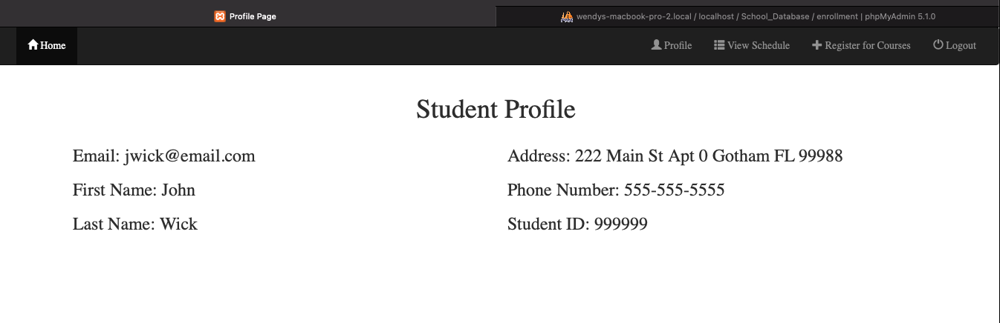 Profile Page
wendys-macbook-pro-2.local / localhost / School_Database / enrollment | phpMyAdmin 5.1.0
Home Profile View Schedule Register for Courses Logout
Student Profile
Email: jwick@email.com
Address: 222 Main St Apt 0 Gotham FL 99988
First Name: John
Phone Number: 555-555-5555
Last Name: Wick
Student ID: 999999